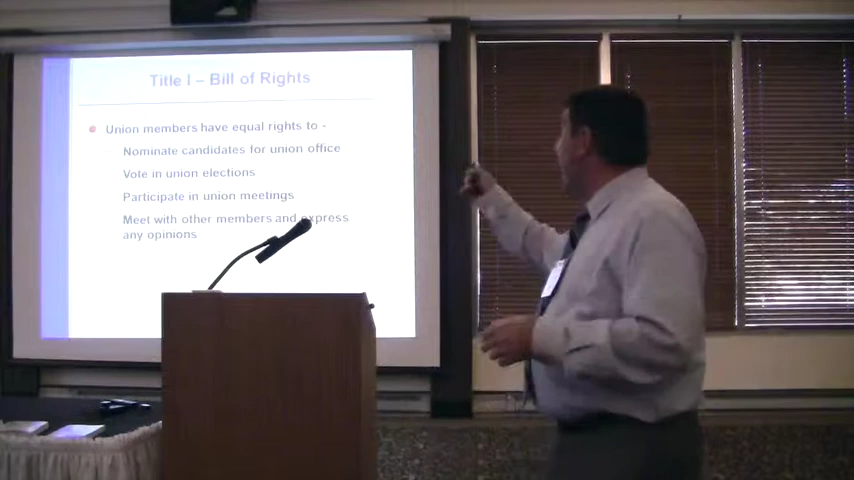 Title I – Bill of Rights
Union members have equal rights to -
Nominate candidates for union office
Vote in union elections
Participate in union meetings
Meet with other members and express
any opinions